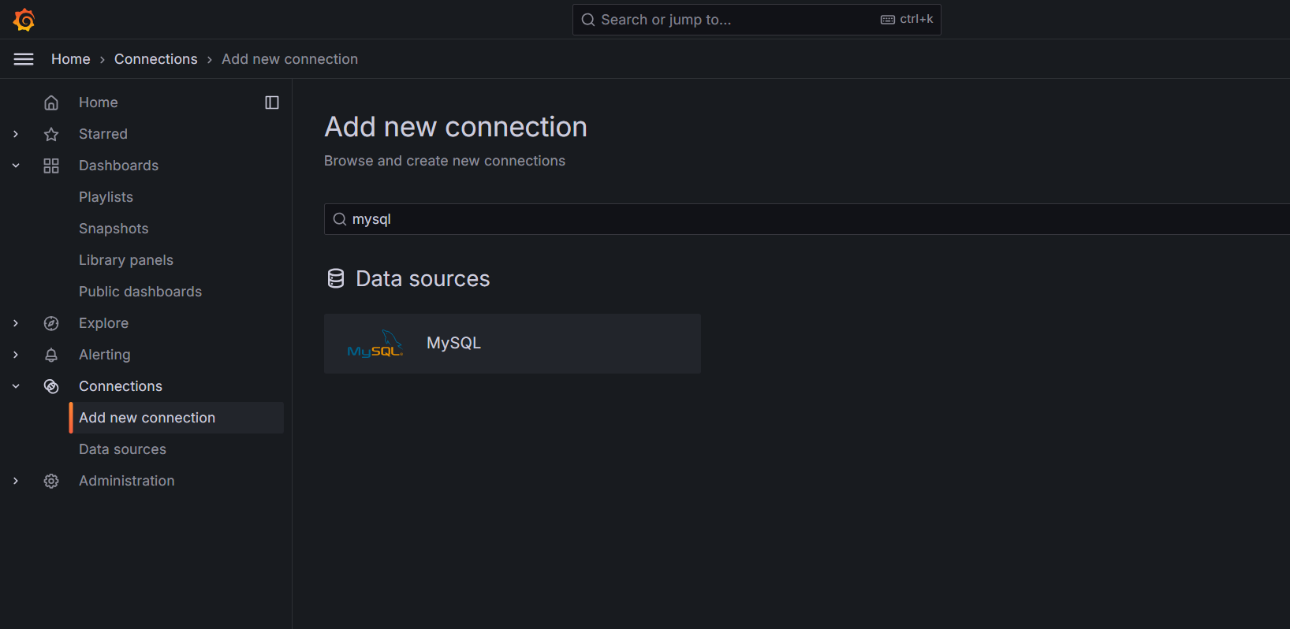 Search or jump to... ctrl+k
Home › Connections › Add new connection
Home
Starred
Dashboards
Playlists
Snapshots
Library panels
Public dashboards
Explore
Alerting
Connections
Add new connection
Data sources
Administration
Add new connection
Browse and create new connections
mysql
Data sources
MySQL. MySQL